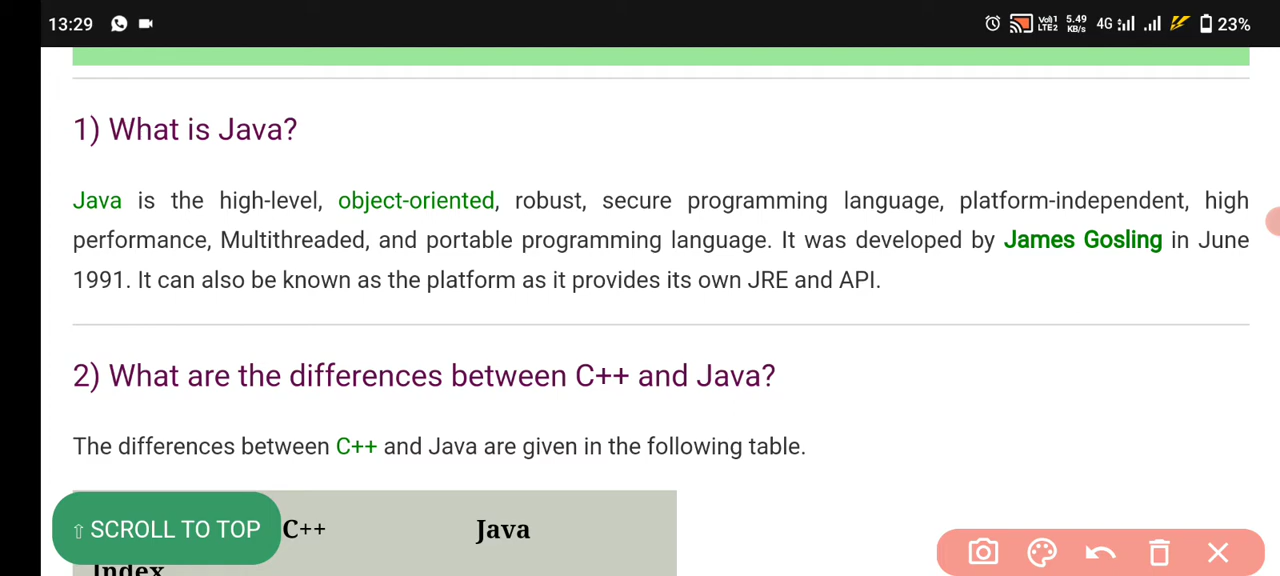 13:29 Vol)1 LTE2 5.49 KB/s 4G 23%
1) What is Java?
Java is the high-level, object-oriented, robust, secure programming language, platform-independent, high
performance, Multithreaded, and portable programming language. It was developed by James Gosling in June
1991. It can also be known as the platform as it provides its own JRE and API.
2) What are the differences between C++ and Java?
The differences between C++ and Java are given in the following table.
⇧ SCROLL TO TOP C++ Java
Index